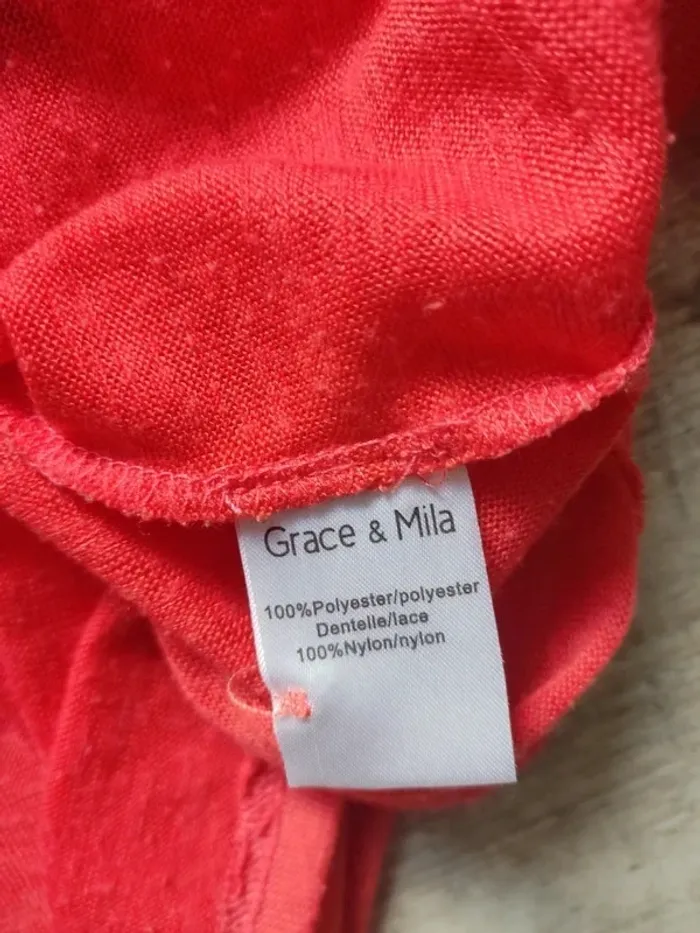 Grace & Mila
100%Polyester/polyester
Dentelle/lace
100%Nylon/nylon